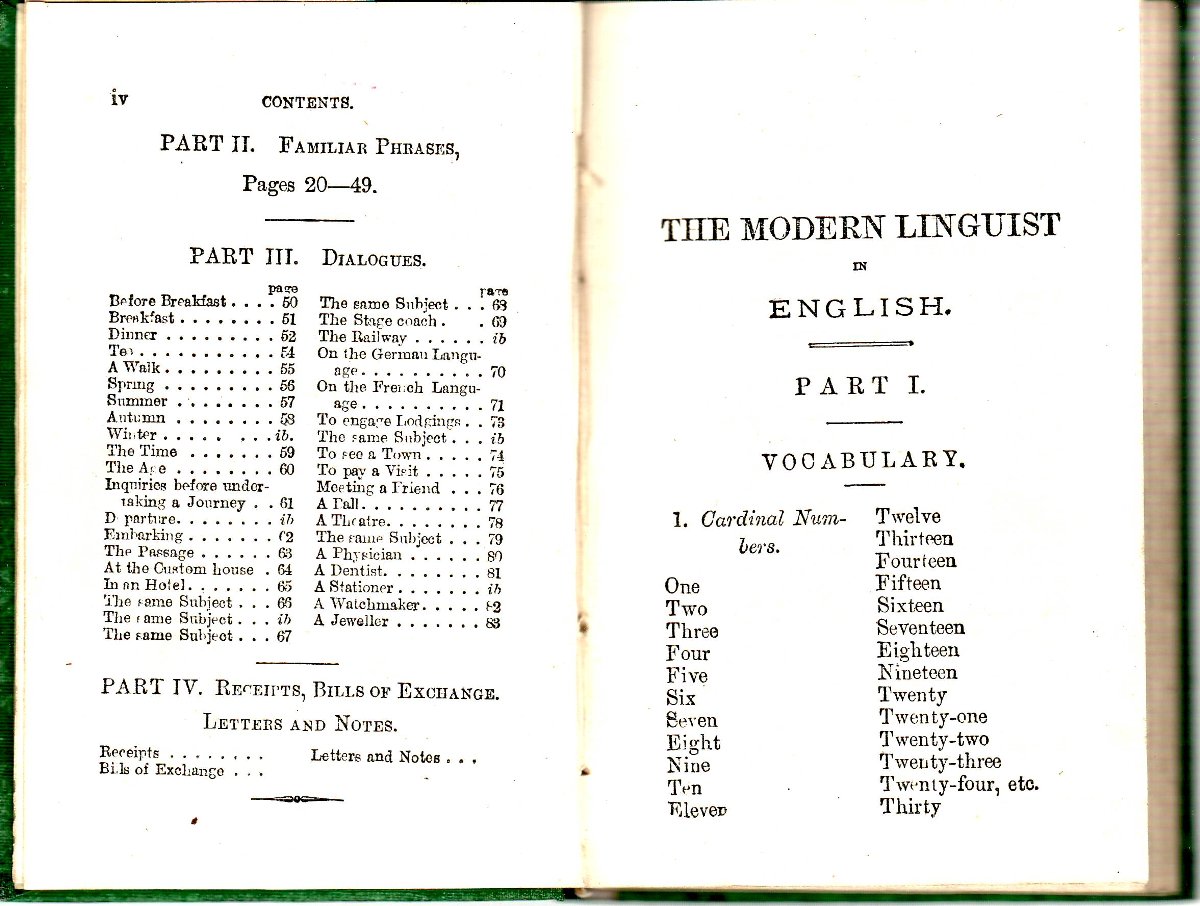 iv CONTENTS.
PART II. FAMILIAR PHRASES,
Pages 20—49.
PART III. DIALOGUES.
page
Before Breakfast . . . . 50
Breakfast . . . . . . . . 51
Dinner . . . . . . . . . 52
Tea . . . . . . . . . . . 54
A Walk . . . . . . . . . 55
Spring . . . . . . . . . 56
Summer . . . . . . . . 57
Autumn . . . . . . . . 58
Winter . . . . . . . . ib.
The Time . . . . . . . 59
The Age . . . . . . . . 60
Inquiries before under-
taking a Journey . . 61
Departure. . . . . . . . ib
Embarking . . . . . . . 62
The Passage . . . . . . 63
At the Custom house . 64
In an Hotel. . . . . . . 65
The same Subject . . . 66
The same Subject. . . ib
The same Subject . . . 67
page
The same Subject . . . 68
The Stage coach . . 69
The Railway . . . . . . ib
On the German Langu-
age . . . . . . . . . . 70
On the French Langu-
age . . . . . . . . . . 71
To engage Lodgings . . 73
The same Subject . . . ib
To see a Town . . . . . 74
To pay a Visit . . . . . 75
Meeting a Friend . . . 76
A Fall. . . . . . . . . . 77
A Theatre. . . . . . . . 78
The same Subject . . . 79
A Physician . . . . . . 80
A Dentist. . . . . . . . 81
A Stationer . . . . . . . ib
A Watchmaker. . . . . 82
A Jeweller . . . . . . . 83
PART IV. RECEIPTS, BILLS OF EXCHANGE.
LETTERS AND NOTES.
Receipts . . . . . . . .
Bills of Exchange . . .
Letters and Notes . . .
THE MODERN LINGUIST
IN
ENGLISH.
PART I.
VOCABULARY.
1. Cardinal Num-
bers.
One
Two
Three
Four
Five
Six
Seven
Eight
Nine
Ten
Eleven
Twelve
Thirteen
Fourteen
Fifteen
Sixteen
Seventeen
Eighteen
Nineteen
Twenty
Twenty-one
Twenty-two
Twenty-three
Twenty-four, etc.
Thirty